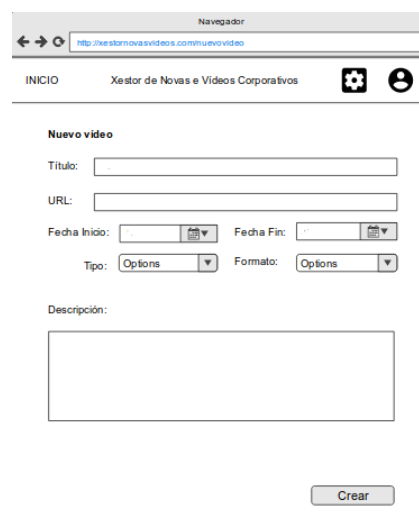 Navegador
http://xestornovasvideos.com/nuevovideo
INICIO Xestor de Novas e Vídeos Corporativos
Nuevo video
Título:
URL:
Fecha Inicio: Fecha Fin:
Tipo: Options Formato: Options
Descripción:
Crear